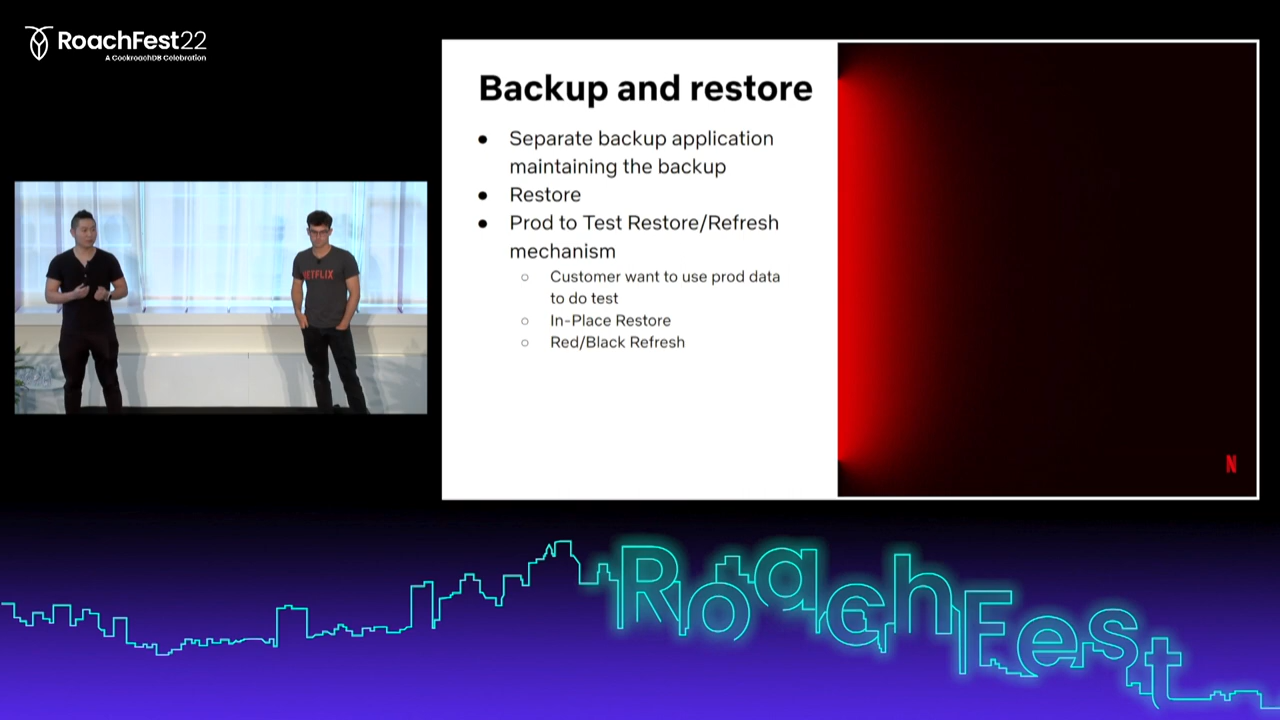 RoachFest22
A CockroachDB Celebration
Backup and restore
● Separate backup application
maintaining the backup
● Restore
● Prod to Test Restore/Refresh
mechanism
○ Customer want to use prod data
to do test
○ In-Place Restore
○ Red/Black Refresh
NETFLIX
N
RoachFest